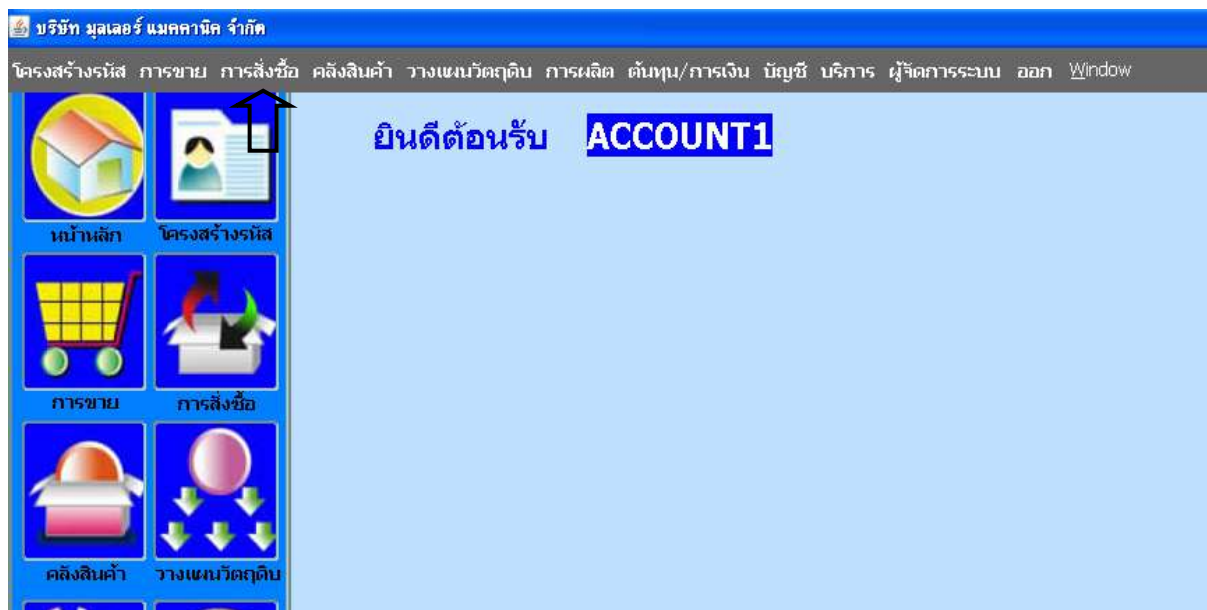 บริษัท มุลเลอร์ แมคคานิค จำกัด
โครงสร้างรหัส การขาย การสั่งซื้อ คลังสินค้า วางแผนวัตถุดิบ การผลิต ต้นทุน/การเงิน บัญชี บริการ ผู้จัดการระบบ ออก Window
ยินดีต้อนรับ ACCOUNT1
หน้าหลัก โครงสร้างรหัส
การขาย การสั่งซื้อ
คลังสินค้า วางแผนวัตถุดิบ